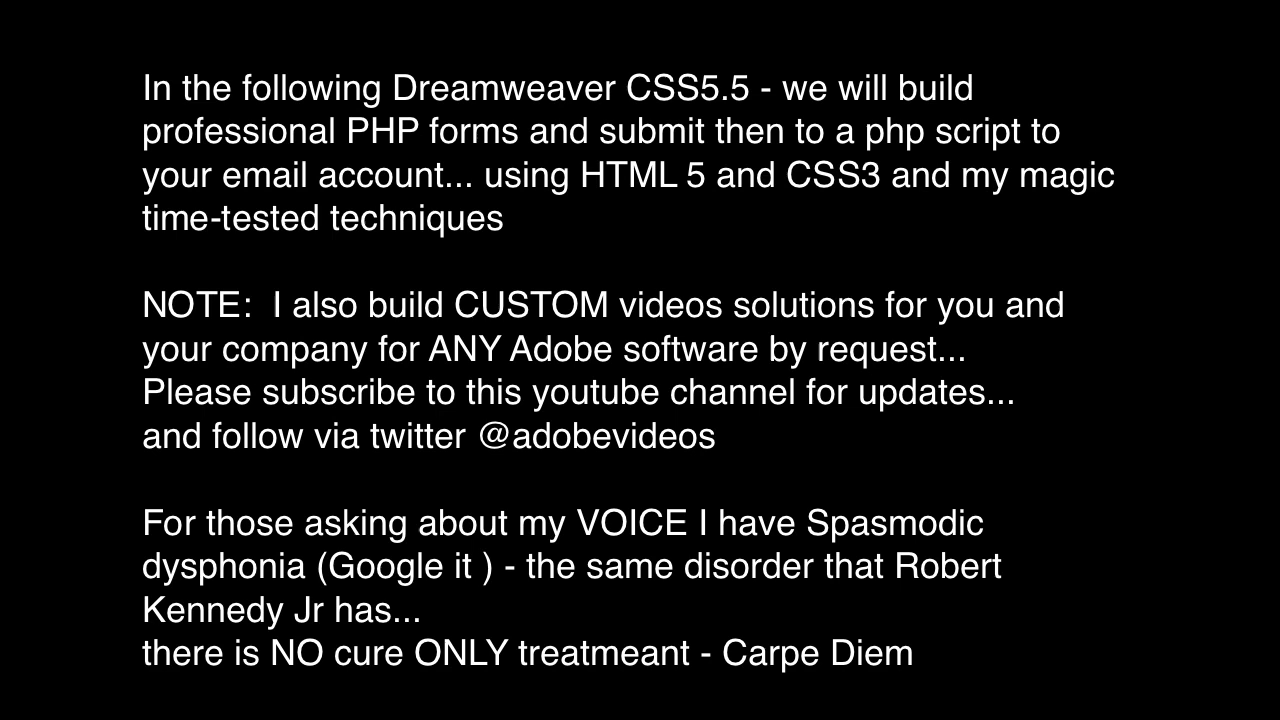 In the following Dreamweaver CSS5.5 - we will build
professional PHP forms and submit then to a php script to
your email account... using HTML 5 and CSS3 and my magic
time-tested techniques
NOTE:  I also build CUSTOM videos solutions for you and
your company for ANY Adobe software by request...
Please subscribe to this youtube channel for updates...
and follow via twitter @adobevideos
For those asking about my VOICE I have Spasmodic
dysphonia (Google it ) - the same disorder that Robert
Kennedy Jr has...
there is NO cure ONLY treatmeant - Carpe Diem